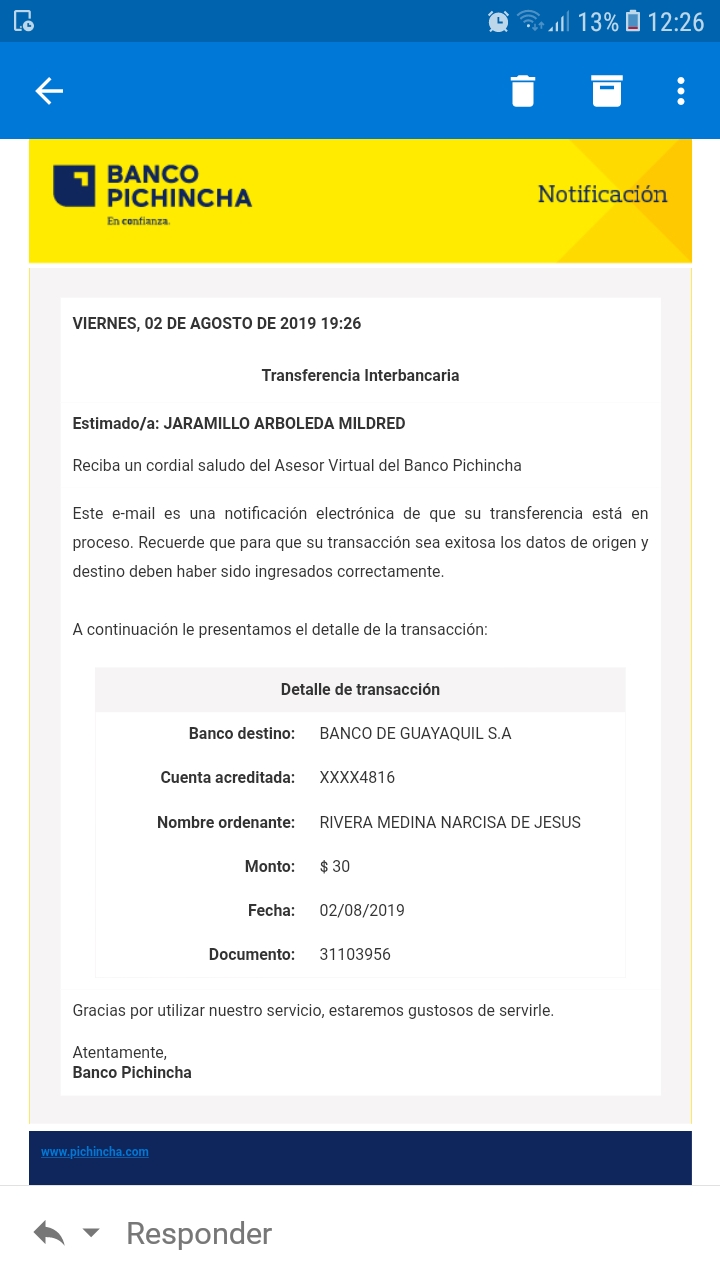 13% 12:26
BANCO
PICHINCHA
En confianza.
Notificación
VIERNES, 02 DE AGOSTO DE 2019 19:26
Transferencia Interbancaria
Estimado/a: JARAMILLO ARBOLEDA MILDRED
Reciba un cordial saludo del Asesor Virtual del Banco Pichincha
Este e-mail es una notificación electrónica de que su transferencia está en
proceso. Recuerde que para que su transacción sea exitosa los datos de origen y
destino deben haber sido ingresados correctamente.
A continuación le presentamos el detalle de la transacción:
Detalle de transacción
Banco destino: BANCO DE GUAYAQUIL S.A
Cuenta acreditada: XXXX4816
Nombre ordenante: RIVERA MEDINA NARCISA DE JESUS
Monto: $ 30
Fecha: 02/08/2019
Documento: 31103956
Gracias por utilizar nuestro servicio, estaremos gustosos de servirle.
Atentamente,
Banco Pichincha
www.pichincha.com
Responder